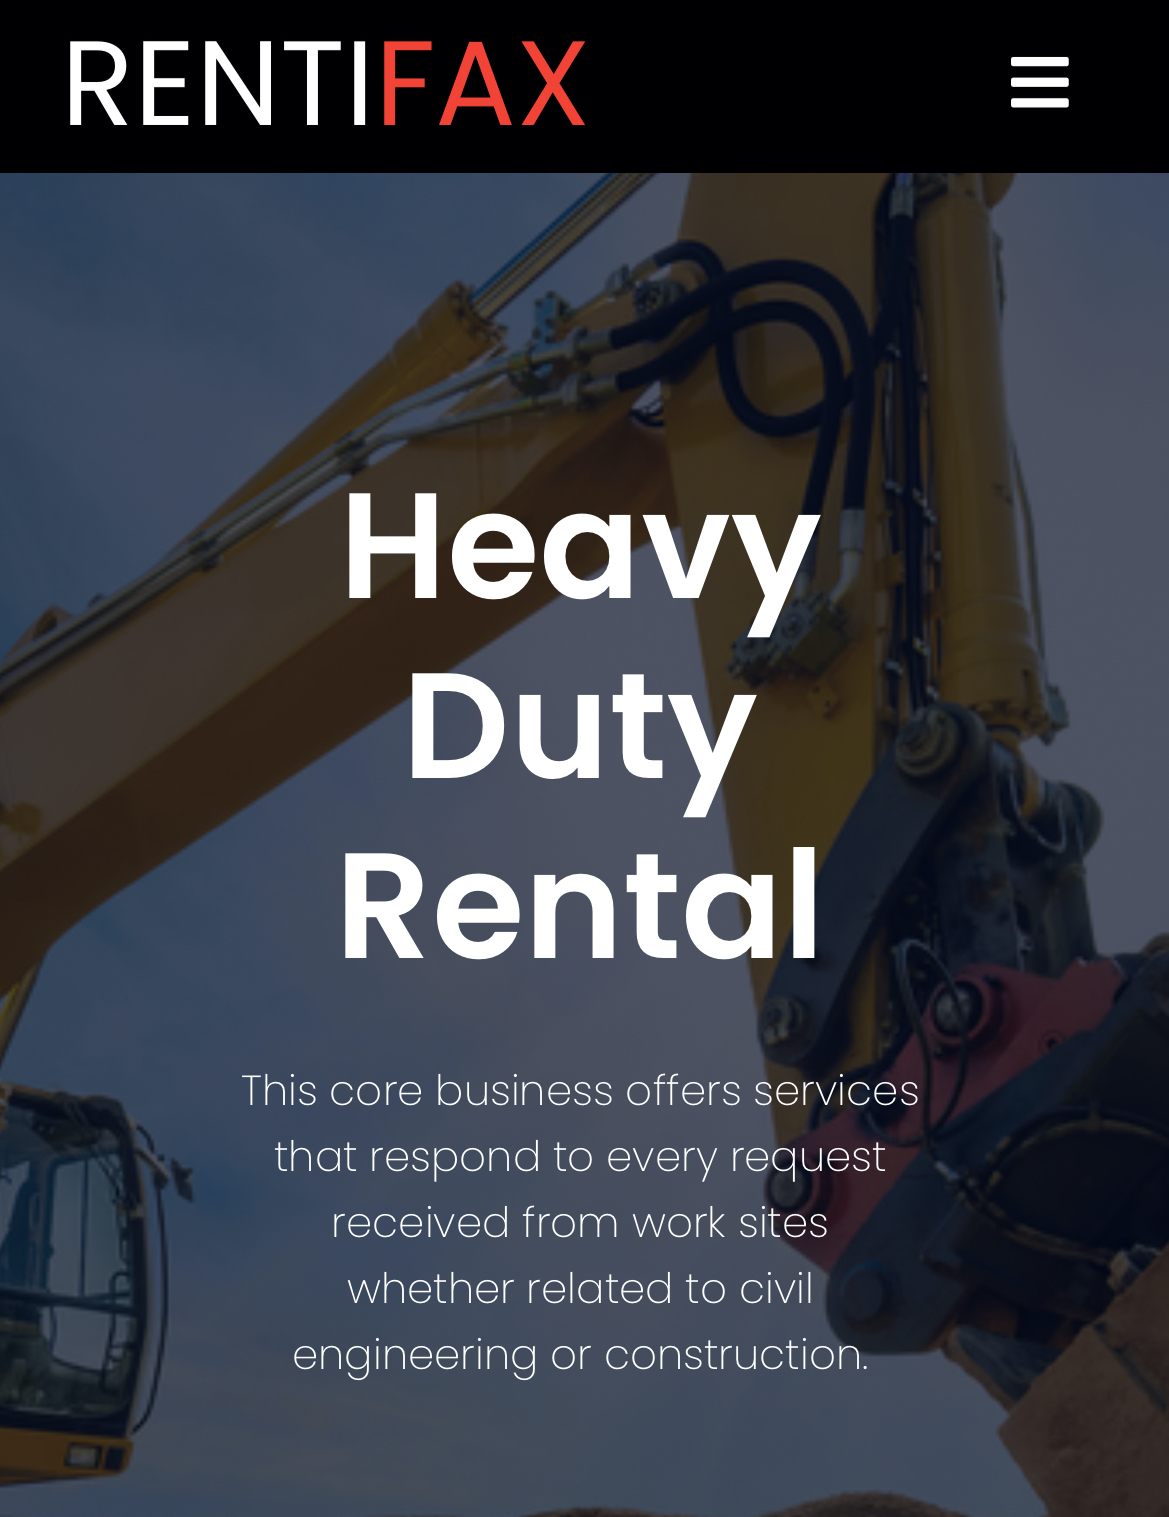 RENTIFAX
Heavy
Duty
Rental
This core business offers services
that respond to every request
received from work sites
whether related to civil
engineering or construction.